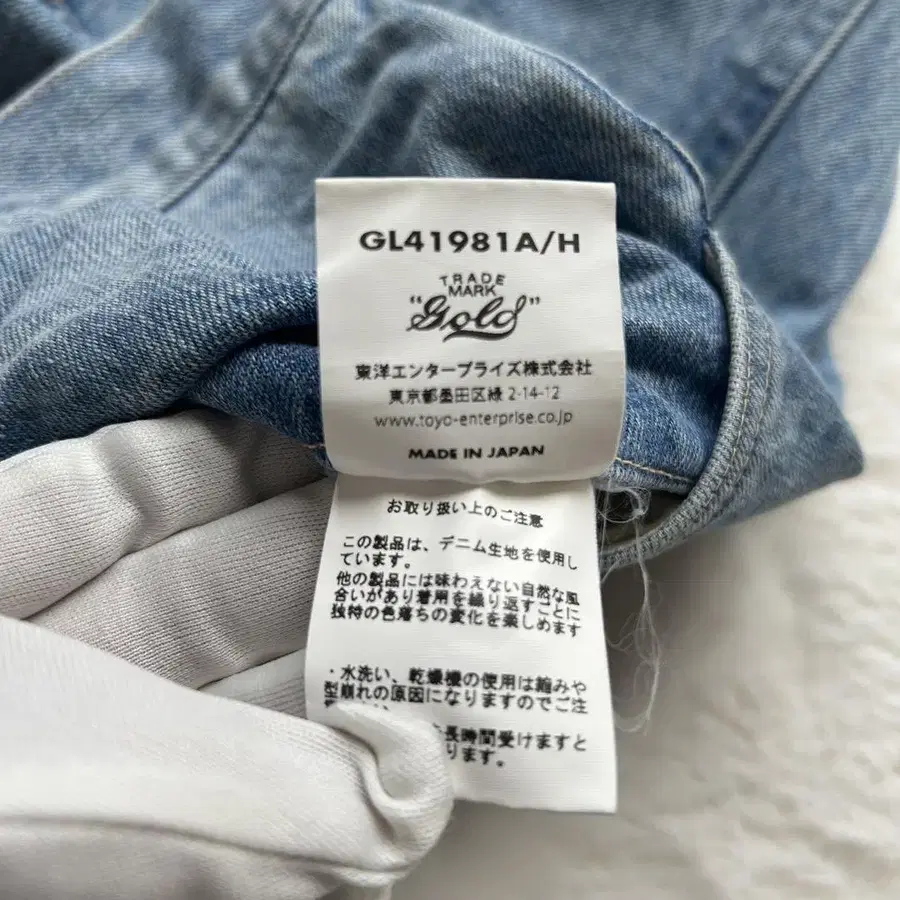 GL41981A/H
TRADE
MARK
"Gold"
東洋エンタープライズ株式会社
東京都墨田区緑 2-14-12
www.toyo-enterprise.co.jp
MADE IN JAPAN
お取り扱い上のご注意
この製品は、デニム生地を使用し
ています。
他の製品には味わえない自然な風
合いがあり着用を繰り返すごとに
独特の色落ちの変化を楽しめます
・水洗い、乾燥機の使用は縮みや
型崩れの原因になりますのでご注
長時間受けますと
ります。